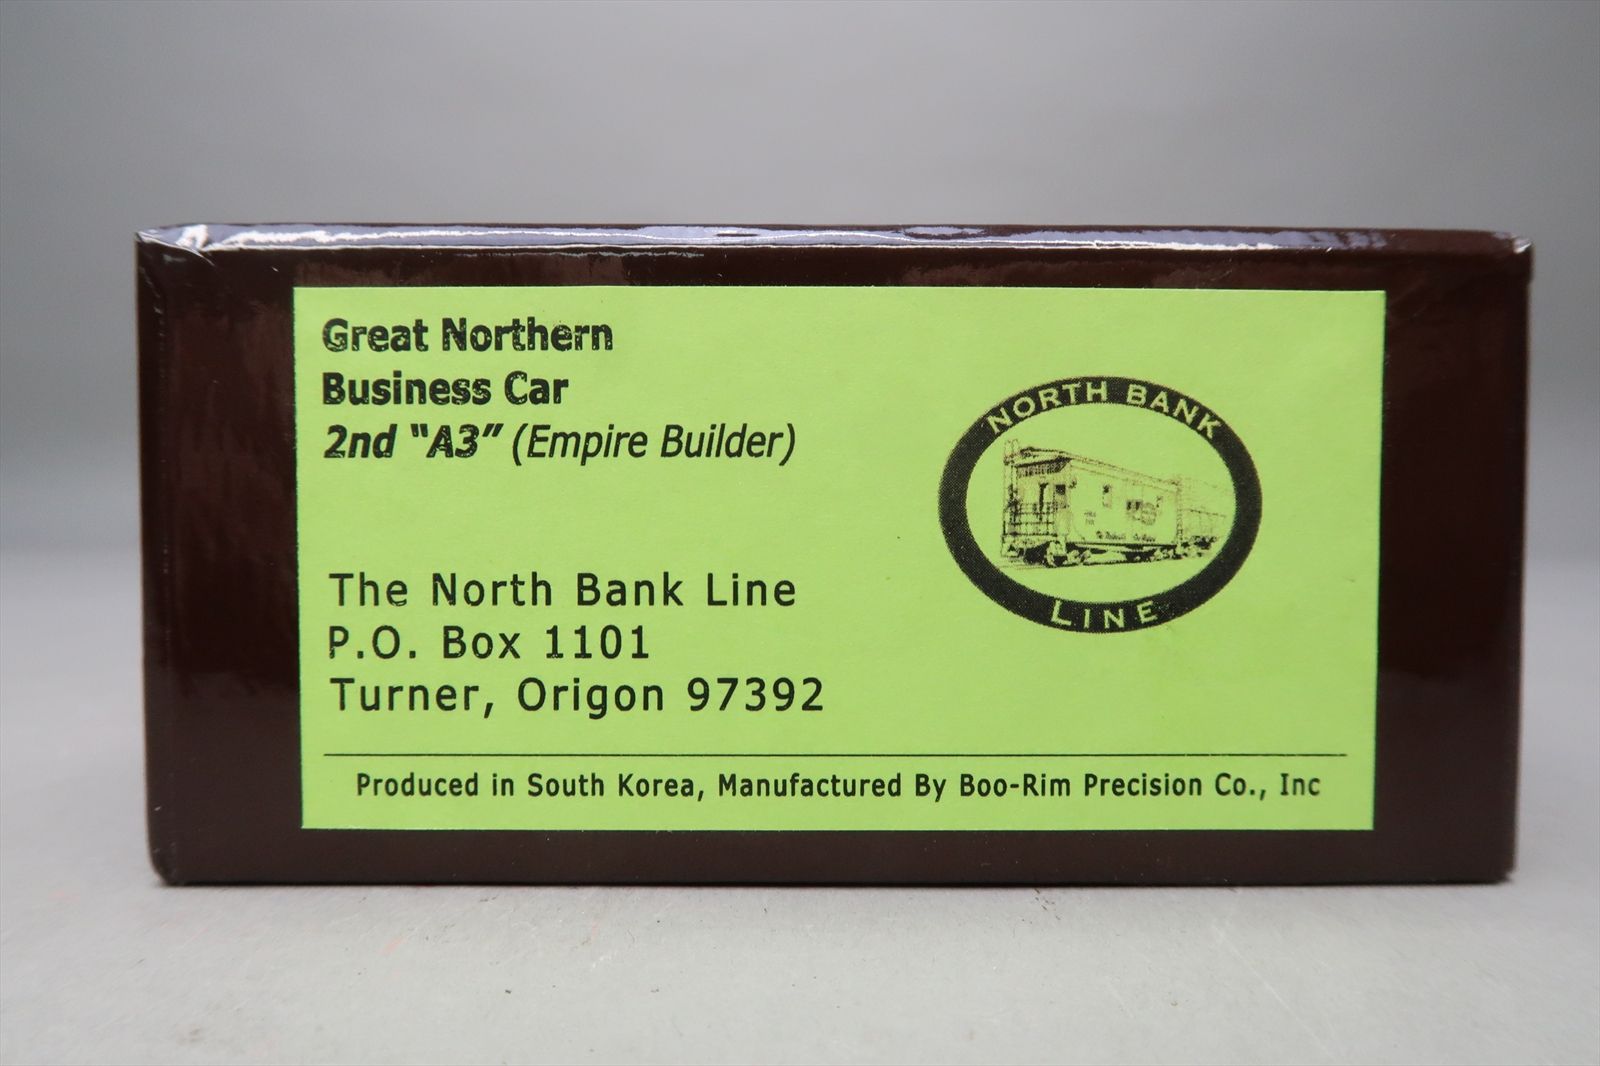 Great Northern
Business Car
2nd “A3” (Empire Builder)
The North Bank Line
P.O. Box 1101
Turner, Origon 97392
Produced in South Korea, Manufactured By Boo-Rim Precision Co., Inc
NORTH BANK
LINE